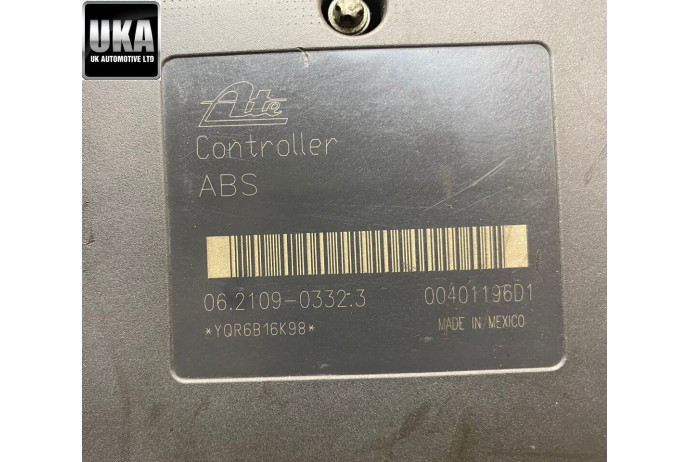 UKA
UK AUTOMOTIVE LTD
Ate
Controller
ABS
06.2109-0332.3 00401196D1
*YQR6B16K98* MADE IN MEXICO